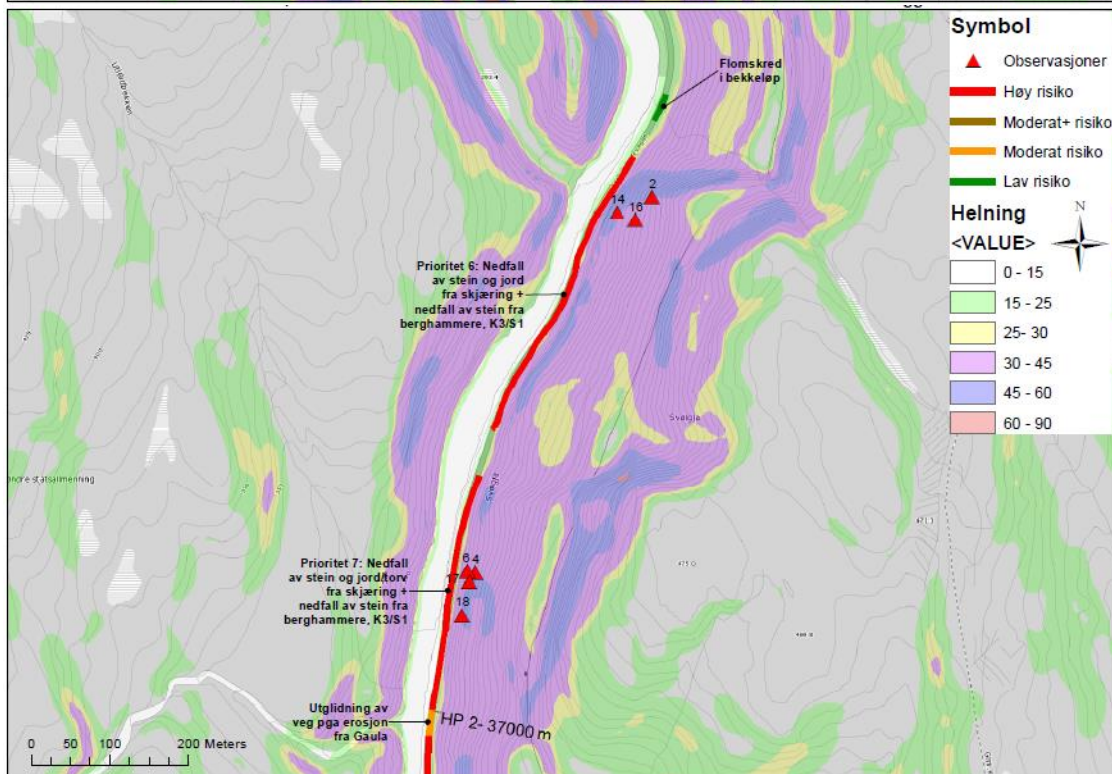 Flomskred
i bekkeløp
2
14
16
Prioritet 6: Nedfall
av stein og jord
fra skjæring +
nedfall av stein fra
berghammere, K3/S1
Svølgja
ndre statsalmenning
6 4
17
18
Prioritet 7: Nedfall
av stein og jord/torv
fra skjæring +
nedfall av stein fra
berghammere, K3/S1
Utglidning av
veg pga erosjon
fra Gaula
HP 2- 37000 m
0 50 100 200 Meters
Symbol
Observasjoner
Høy risiko
Moderat+ risiko
Moderat risiko
Lav risiko
Helning
<VALUE>
N
0 - 15
15 - 25
25- 30
30 - 45
45 - 60
60 - 90